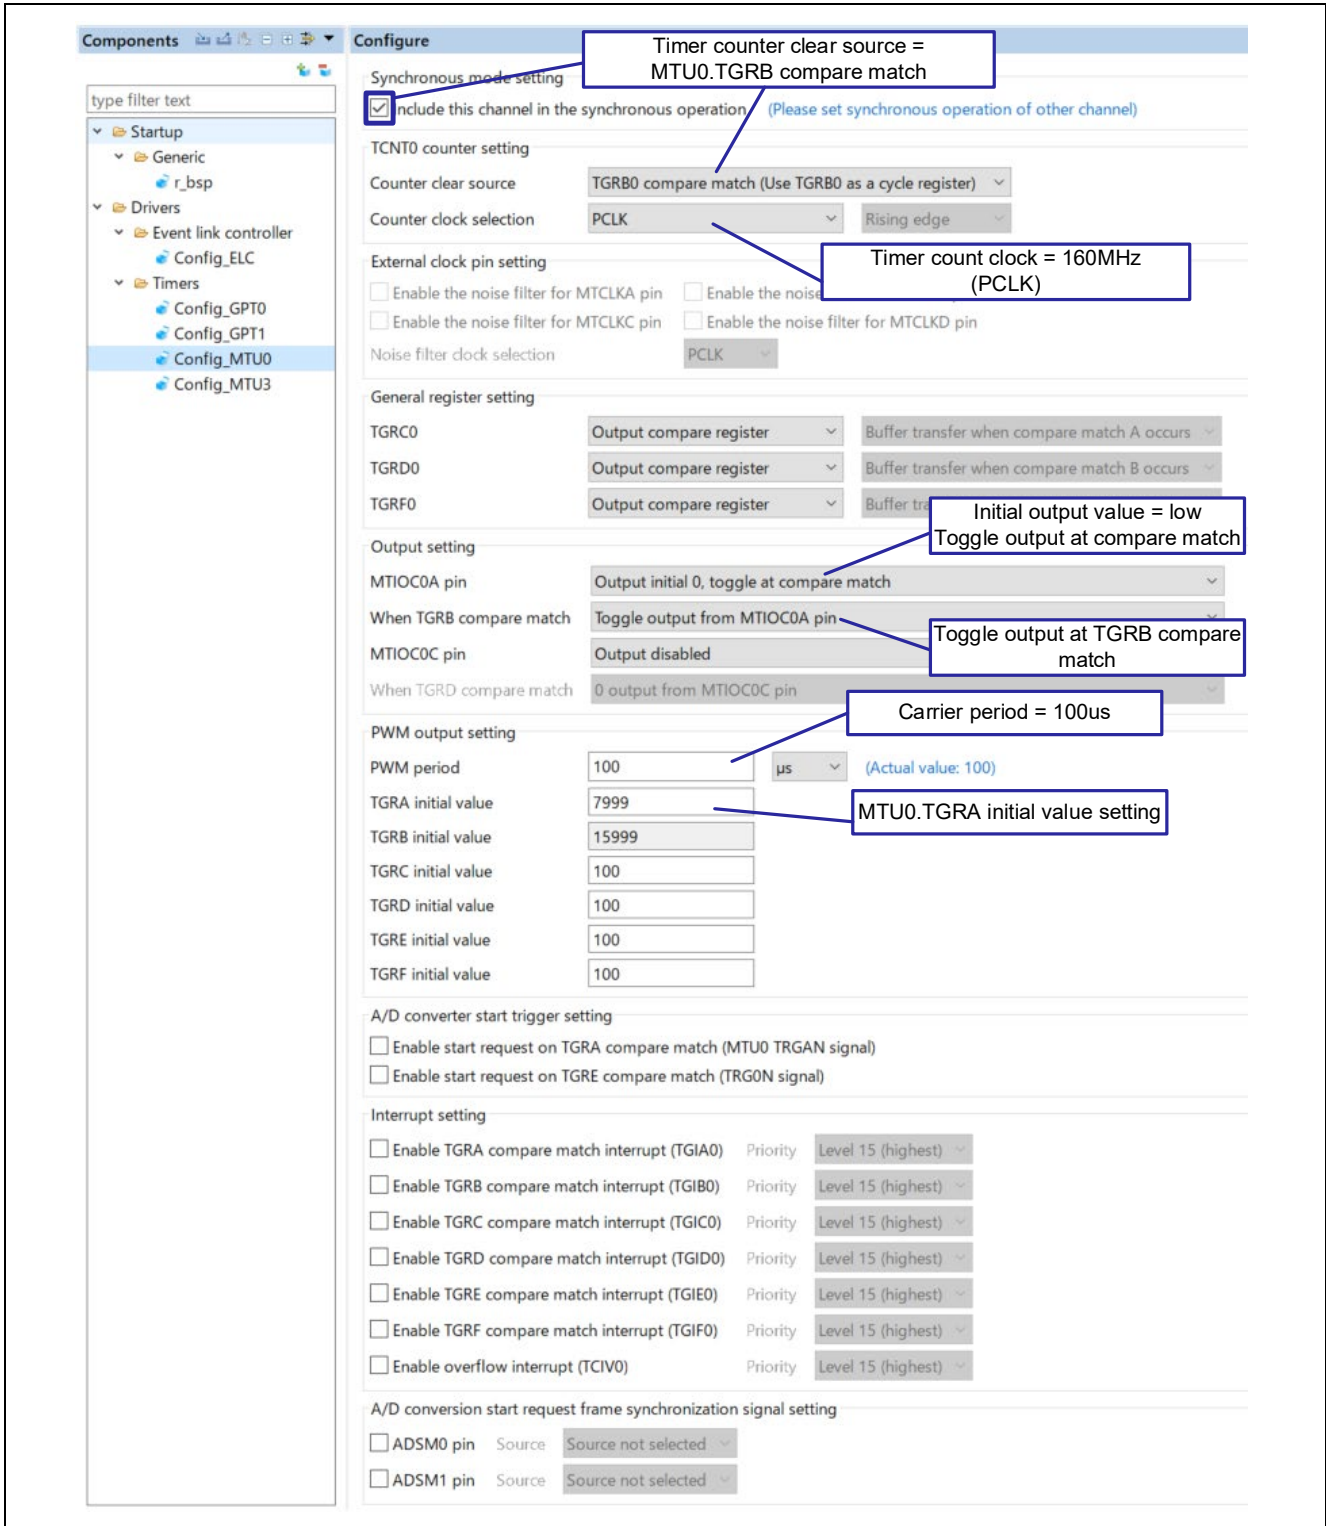 Components
Configure
Timer counter clear source =
MTU0.TGRB compare match
type filter text
Startup
Generic
r_bsp
Drivers
Event link controller
Config_ELC
Timers
Config_GPT0
Config_GPT1
Config_MTU0
Config_MTU3
Synchronous mode setting
Include this channel in the synchronous operation (Please set synchronous operation of other channel)
TCNT0 counter setting
Counter clear source TGRB0 compare match (Use TGRB0 as a cycle register)
Counter clock selection PCLK Rising edge
Timer count clock = 160MHz
(PCLK)
External clock pin setting
Enable the noise filter for MTCLKA pin Enable the noise
Enable the noise filter for MTCLKC pin Enable the noise filter for MTCLKD pin
Noise filter clock selection PCLK
General register setting
TGRC0 Output compare register Buffer transfer when compare match A occurs
TGRD0 Output compare register Buffer transfer when compare match B occurs
TGRF0 Output compare register Buffer
Initial output value = low
Toggle output at compare match
Output setting
MTIOC0A pin Output initial 0, toggle at compare match
When TGRB compare match Toggle output from MTIOC0A pin
Toggle output at TGRB compare
match
MTIOC0C pin Output disabled
When TGRD compare match 0 output from MTIOC0C pin
Carrier period = 100us
PWM output setting
PWM period 100 µs (Actual value: 100)
TGRA initial value 7999
MTU0.TGRA initial value setting
TGRB initial value 15999
TGRC initial value 100
TGRD initial value 100
TGRE initial value 100
TGRF initial value 100
A/D converter start trigger setting
Enable start request on TGRA compare match (MTU0 TRGAN signal)
Enable start request on TGRE compare match (TRG0N signal)
Interrupt setting
Enable TGRA compare match interrupt (TGIA0) Priority Level 15 (highest)
Enable TGRB compare match interrupt (TGIB0) Priority Level 15 (highest)
Enable TGRC compare match interrupt (TGIC0) Priority Level 15 (highest)
Enable TGRD compare match interrupt (TGID0) Priority Level 15 (highest)
Enable TGRE compare match interrupt (TGIE0) Priority Level 15 (highest)
Enable TGRF compare match interrupt (TGIF0) Priority Level 15 (highest)
Enable overflow interrupt (TCIV0) Priority Level 15 (highest)
A/D conversion start request frame synchronization signal setting
ADSM0 pin Source Source not selected
ADSM1 pin Source Source not selected